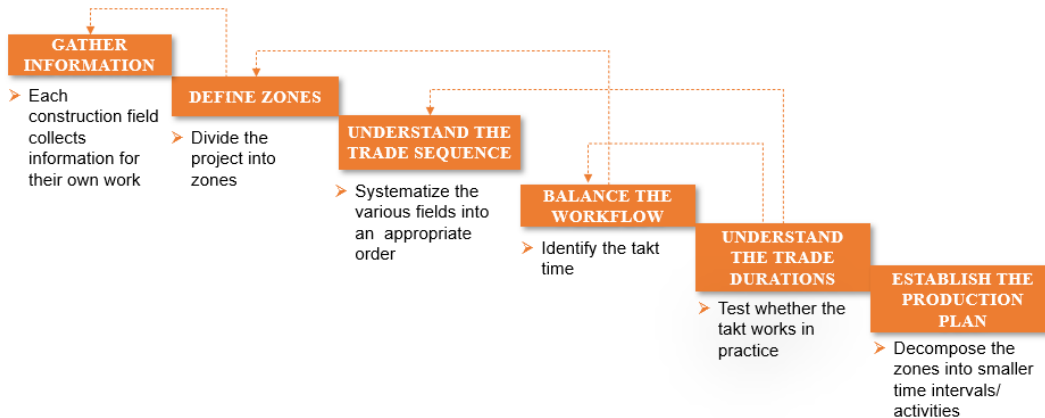 GATHER
INFORMATION
➤ Each
construction field
collects
information for
their own work
DEFINE ZONES
➤ Divide the
project into
zones
UNDERSTAND THE
TRADE SEQUENCE
➤ Systematize the
various fields into
an appropriate
order
BALANCE THE
WORKFLOW
➤ Identify the takt
time
UNDERSTAND
THE TRADE
DURATIONS
➤ Test whether the
takt works in
practice
ESTABLISH THE
PRODUCTION
PLAN
➤ Decompose the
zones into smaller
time intervals/
activities